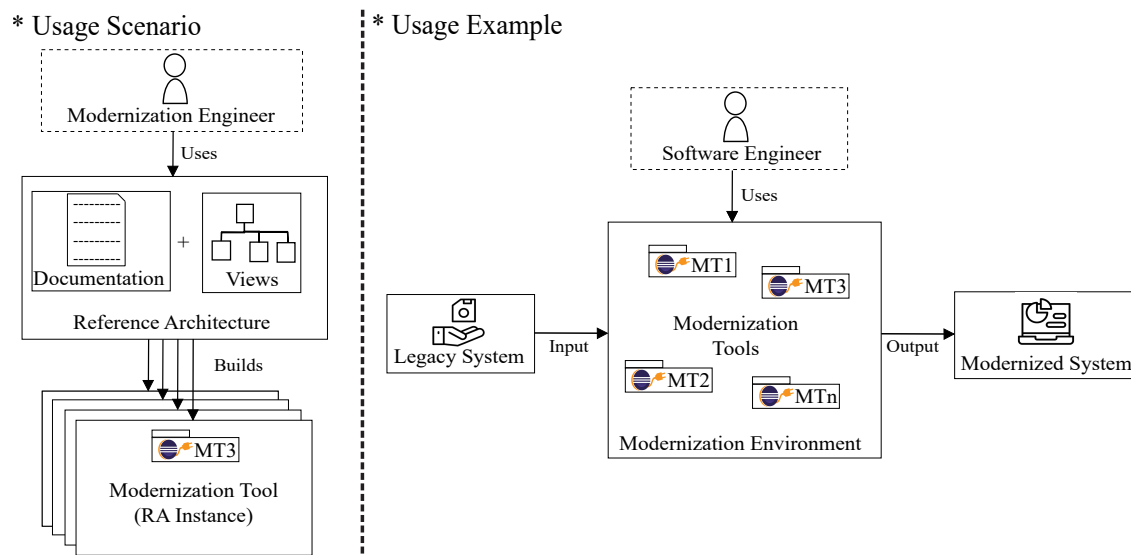 * Usage Scenario
Modernization Engineer
Uses
Documentation
+
Views
Reference Architecture
Builds
MT3
Modernization Tool
(RA Instance)
* Usage Example
Software Engineer
Uses
MT1
MT3
Modernization
Tools
MT2
MTn
Modernization Environment
Legacy System
Input
Output
Modernized System